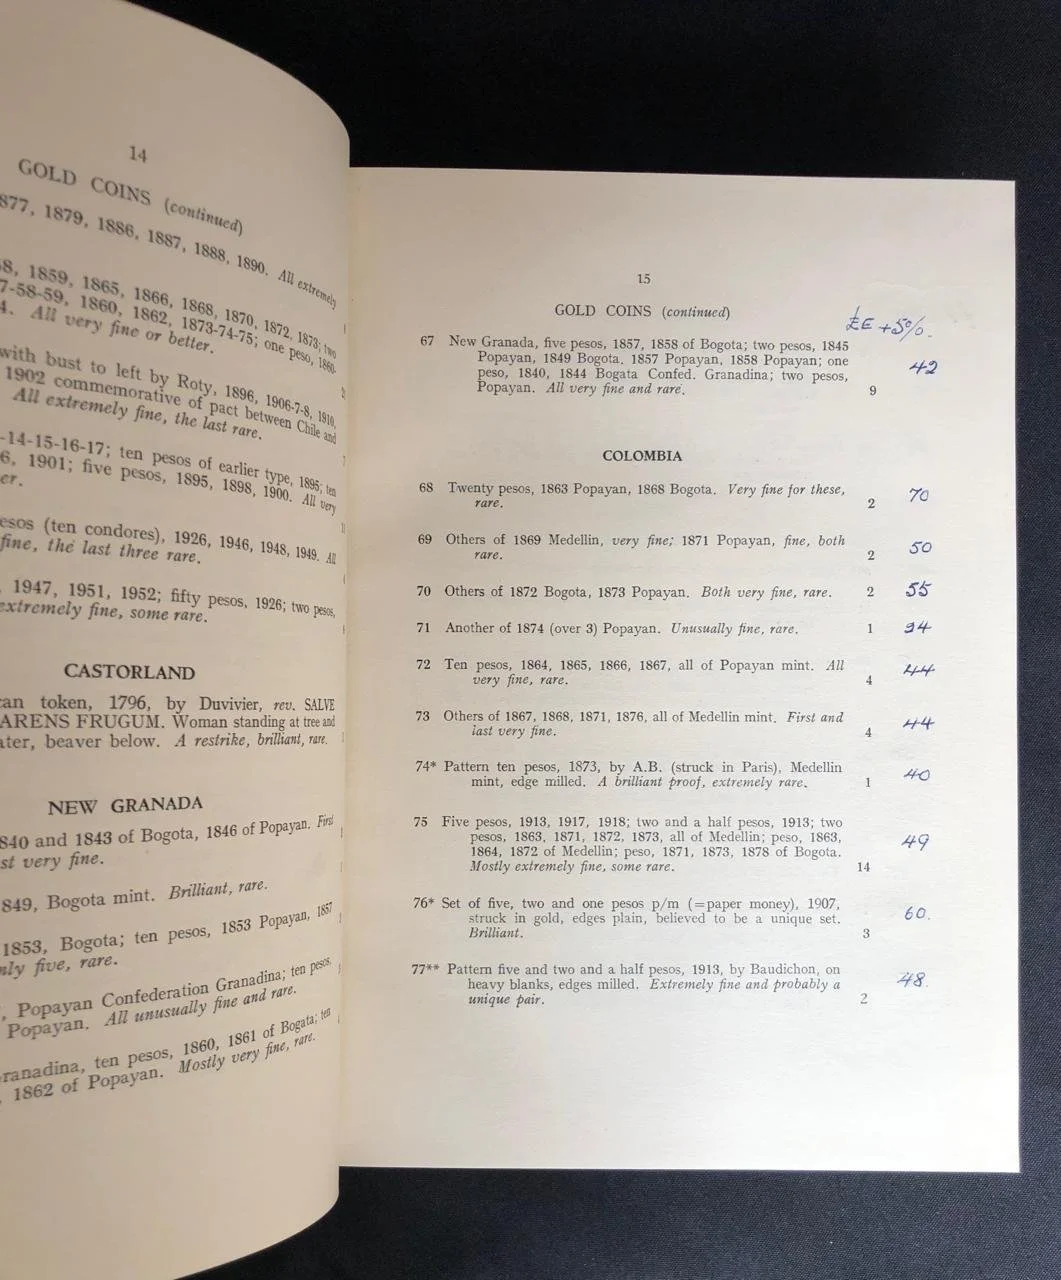 14
GOLD COINS (continued)
877, 1879, 1886, 1887, 1888, 1890. All extremely
58, 1859, 1865, 1866, 1868, 1870, 1872, 1873; two
7-58-59, 1860, 1862, 1873-74-75; one peso, 1860-
4. All very fine or better.
with bust to left by Roty, 1896, 1906-7-8, 1910,
1902 commemorative of pact between Chile and
All extremely fine, the last rare.
-14-15-16-17; ten pesos of earlier type, 1895; ten
6, 1901; five pesos, 1895, 1898, 1900. All very
er.
esos (ten condores), 1926, 1946, 1948, 1949. All
fine, the last three rare.
, 1947, 1951, 1952; fifty pesos, 1926; two pesos,
extremely fine, some rare.
CASTORLAND
can token, 1796, by Duvivier, rev. SALVE
ARENS FRUGUM. Woman standing at tree and
ater, beaver below. A restrike, brilliant, rare.
NEW GRANADA
840 and 1843 of Bogota, 1846 of Popayan. First
st very fine.
849, Bogota mint. Brilliant, rare.
1853, Bogota; ten pesos, 1853 Popayan, 1857
nly five, rare.
, Popayan Confederation Granadina; ten pesos,
Popayan. All unusually fine and rare.
ranadina, ten pesos, 1860, 1861 of Bogata; ten
, 1862 of Popayan. Mostly very fine, rare.
15
GOLD COINS (continued) £E +5%.
67 New Granada, five pesos, 1857, 1858 of Bogota; two pesos, 1845
Popayan, 1849 Bogota. 1857 Popayan, 1858 Popayan; one
peso, 1840, 1844 Bogata Confed. Granadina; two pesos, 42
Popayan. All very fine and rare. 9
COLOMBIA
68 Twenty pesos, 1863 Popayan, 1868 Bogota. Very fine for these,
rare. 2 70
69 Others of 1869 Medellin, very fine; 1871 Popayan, fine, both
rare. 2 50
70 Others of 1872 Bogota, 1873 Popayan. Both very fine, rare. 2 55
71 Another of 1874 (over 3) Popayan. Unusually fine, rare. 1 24
72 Ten pesos, 1864, 1865, 1866, 1867, all of Popayan mint. All
very fine, rare. 4 44
73 Others of 1867, 1868, 1871, 1876, all of Medellin mint. First and
last very fine. 4 44
74* Pattern ten pesos, 1873, by A.B. (struck in Paris), Medellin
mint, edge milled. A brilliant proof, extremely rare. 1 40
75 Five pesos, 1913, 1917, 1918; two and a half pesos, 1913; two
pesos, 1863, 1871, 1872, 1873, all of Medellin; peso, 1863,
1864, 1872 of Medellin; peso, 1871, 1873, 1878 of Bogota. 49
Mostly extremely fine, some rare. 14
76* Set of five, two and one pesos p/m (=paper money), 1907,
struck in gold, edges plain, believed to be a unique set. 60.
Brilliant. 3
77** Pattern five and two and a half pesos, 1913, by Baudichon, on
heavy blanks, edges milled. Extremely fine and probably a 48.
unique pair. 2